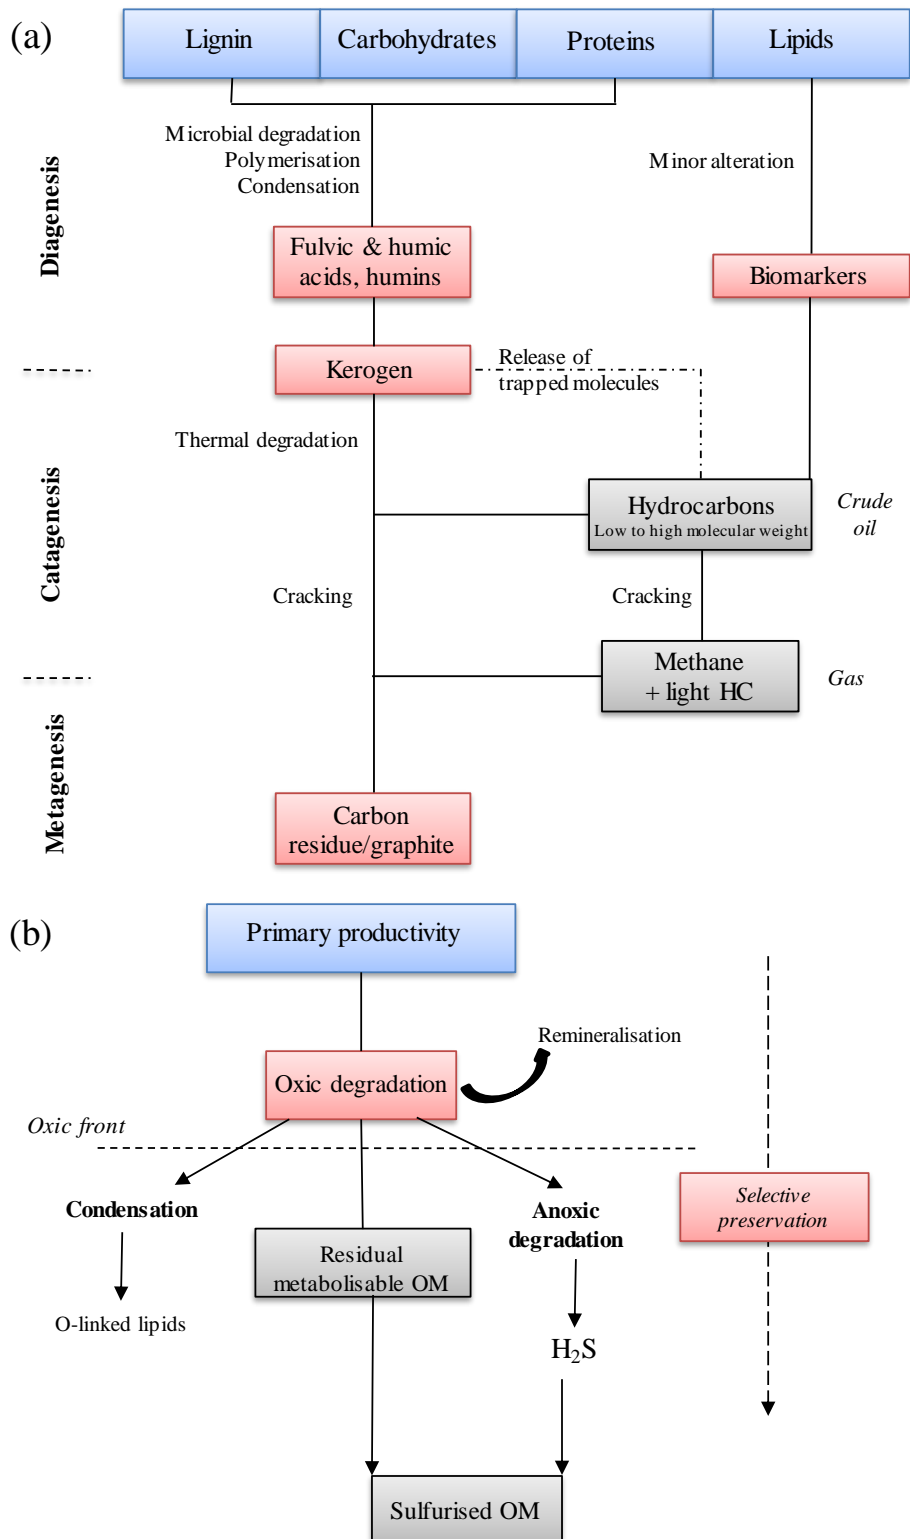 (a)
Lignin
Carbohydrates
Proteins
Lipids
Diagenesis
Microbial degradation
Polymerisation
Condensation
Minor alteration
Fulvic & humic
acids, humins
Biomarkers
Kerogen
Release of
trapped molecules
Catagenesis
Thermal degradation
Hydrocarbons
Low to high molecular weight
Crude
oil
Cracking
Cracking
Methane
+ light HC
Gas
Metagenesis
Carbon
residue/graphite
(b)
Primary productivity
Remineralisation
Oxic degradation
Oxic front
Condensation
Anoxic
degradation
Selective
preservation
Residual
metabolisable OM
O-linked lipids
H₂S
Sulfurised OM